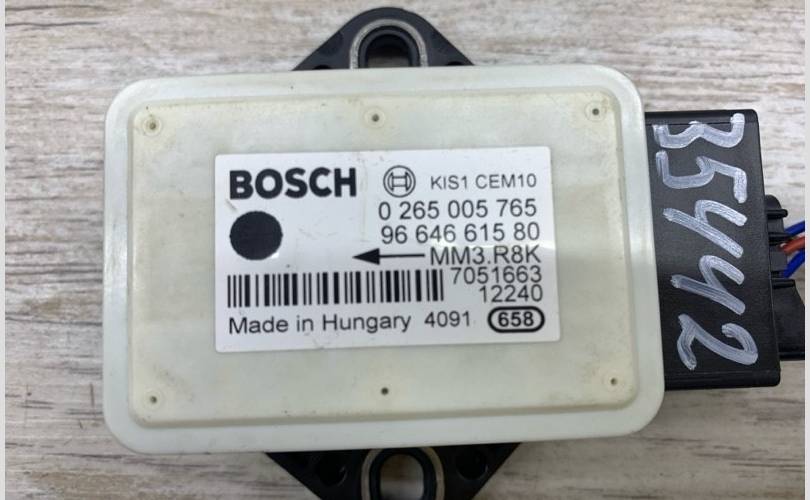 BOSCH KIS1 CEM10
0 265 005 765
96 646 615 80
MM3.R8K
7051663
12240
Made in Hungary 4091 658
35442